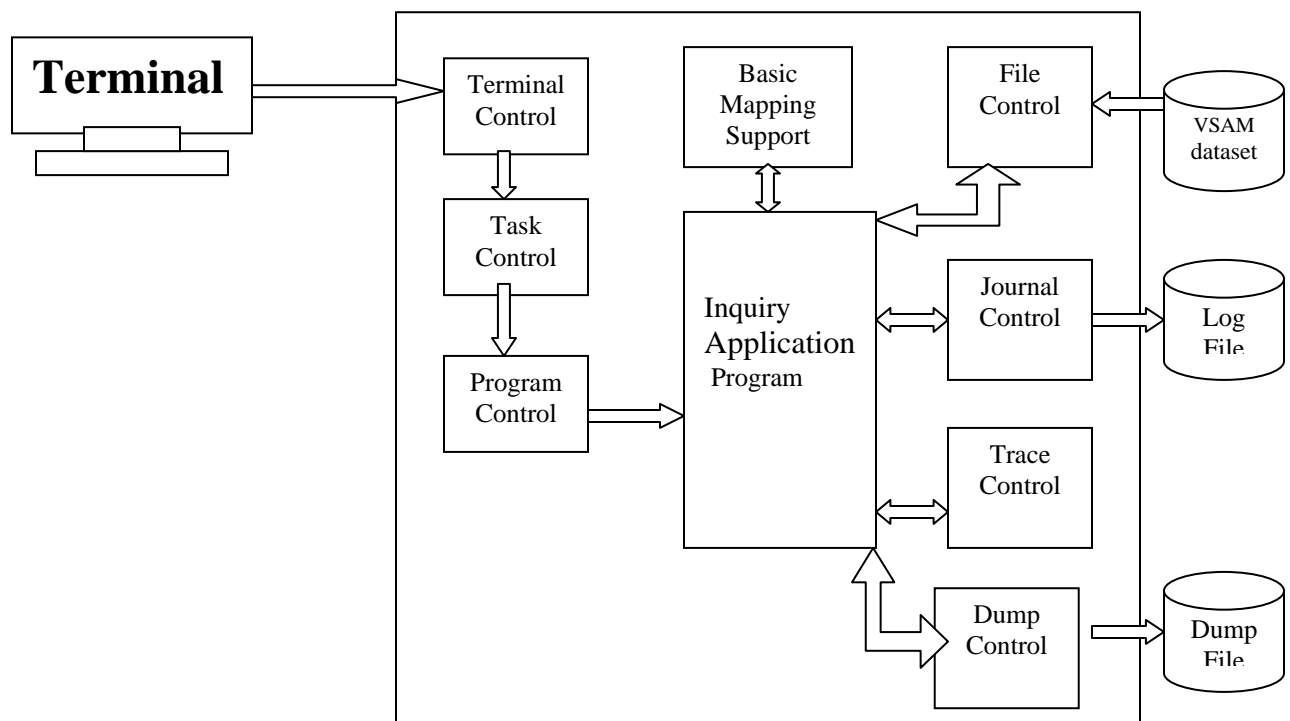 Terminal
Terminal
Control
Task
Control
Program
Control
Basic
Mapping
Support
Inquiry
Application
Program
File
Control
Journal
Control
Trace
Control
Dump
Control
VSAM
dataset
Log
File
Dump
File